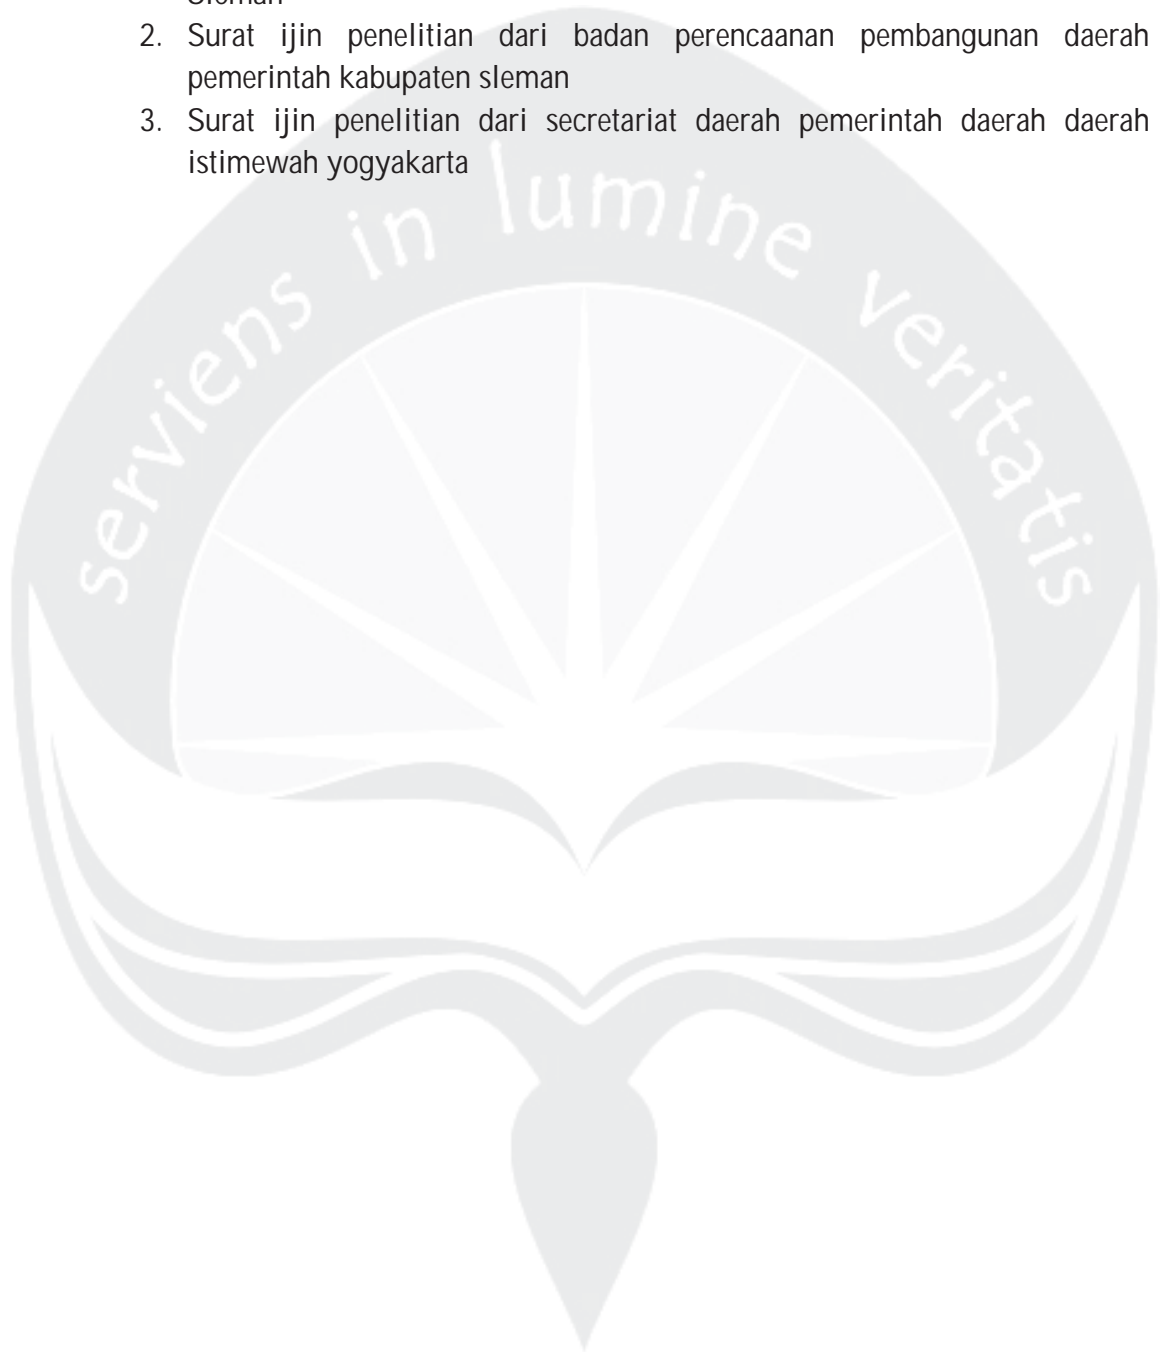 Sleman
2. Surat ijin penelitian dari badan perencaanan pembangunan daerah
pemerintah kabupaten sleman
3. Surat ijin penelitian dari secretariat daerah pemerintah daerah daerah
istimewah yogyakarta
serviens in lumine veritatis